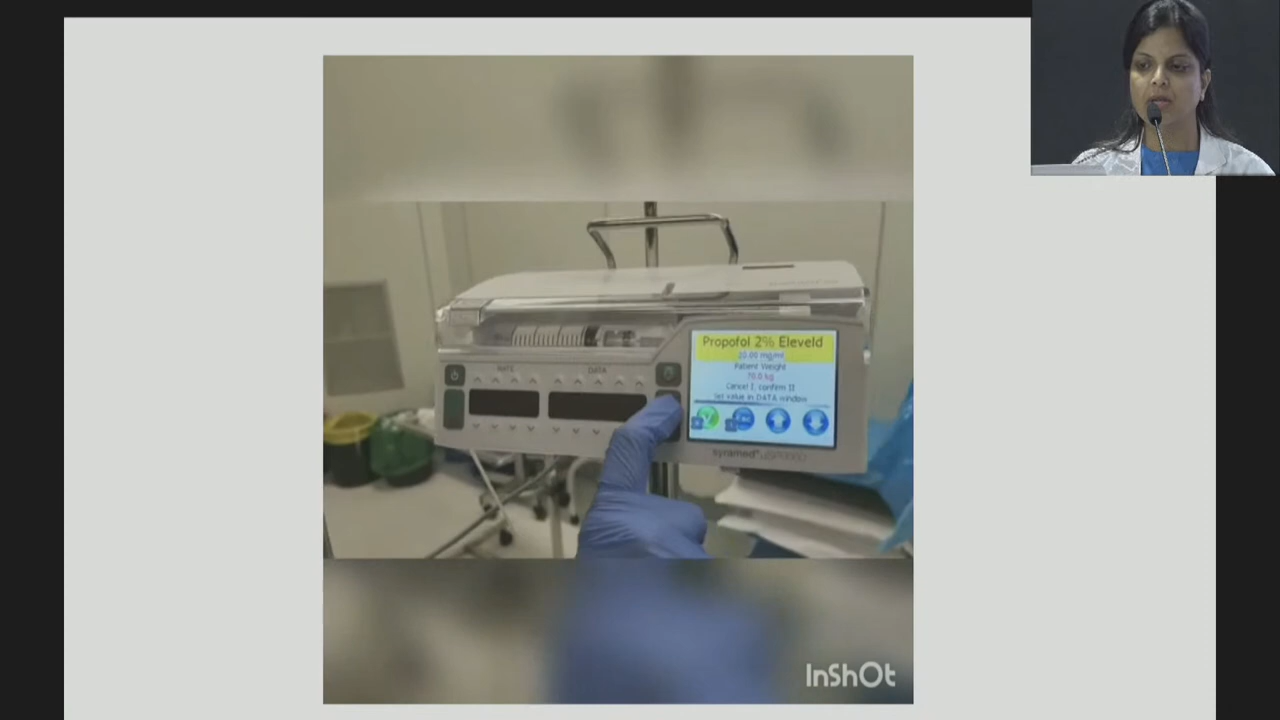 Propofol 2% Eleveld
20.00 mg/ml
Patient Weight
70.0 kg
Cancel I, confirm II
Set value in DATA window
RATE
DATA
InShOt